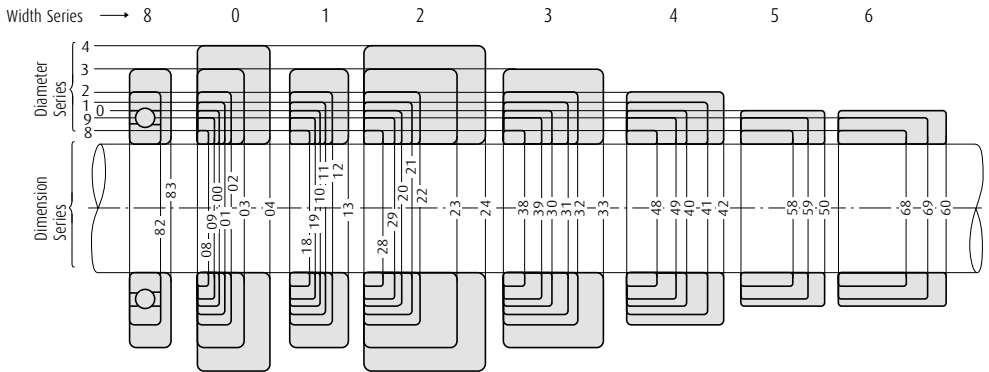 Width Series → 8 0 1 2 3 4 5 6
Diameter
Series
4
3
2
1
0
9
8
Dimension
Series
82 83
08 09 00 01 02 03 04
18 19 10 11 12 13
28 29 20 21 22 23 24
38 39 30 31 32 33
48 49 40 41 42
58 59 50
68 69 60